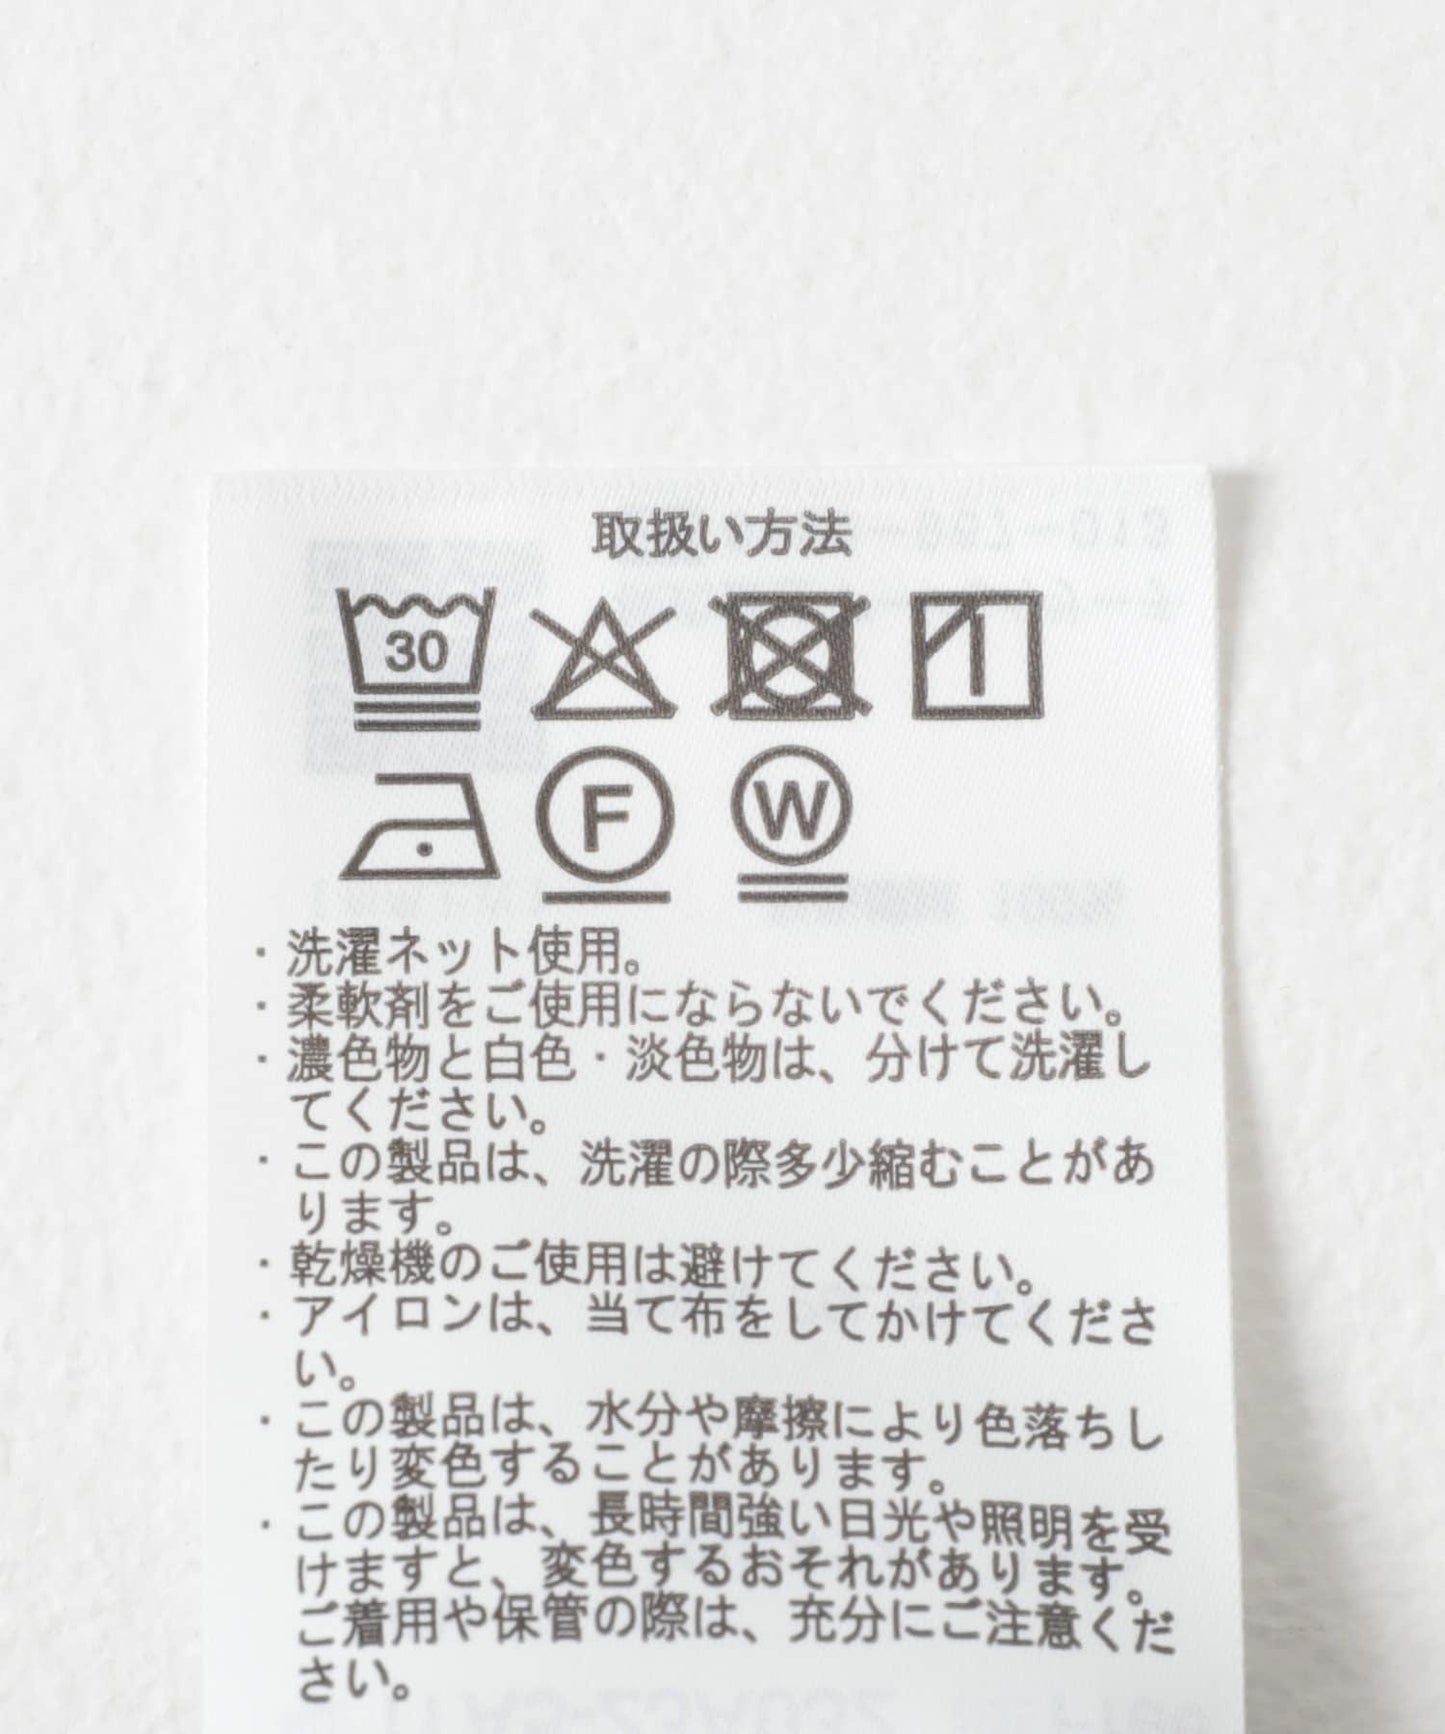 取扱い方法
30
F
W
・洗濯ネット使用。
・柔軟剤をご使用にならないでください。
・濃色物と白色・淡色物は、分けて洗濯し
てください。
・この製品は、洗濯の際多少縮むことがあ
ります。
・乾燥機のご使用は避けてください。
・アイロンは、当て布をしてかけてくださ
い。
・この製品は、水分や摩擦により色落ちし
たり変色することがあります。
・この製品は、長時間強い日光や照明を受
けますと、変色するおそれがあります。
ご着用や保管の際は、充分にご注意くだ
さい。